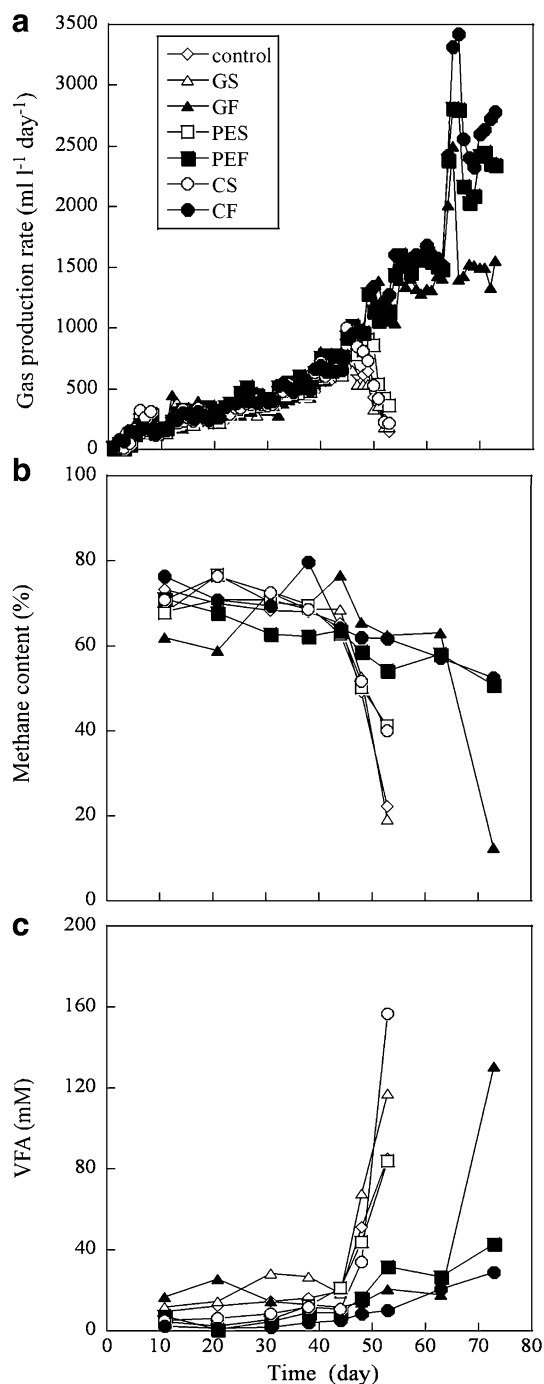 a
3500
3000
2500
2000
1500
1000
500
0
Gas production rate (ml l⁻¹ day⁻¹)
control
GS
GF
PES
PEF
CS
CF
b
100
80
60
40
20
0
Methane content (%)
c
200
160
120
80
40
0
VFA (mM)
0 10 20 30 40 50 60 70 80
Time (day)